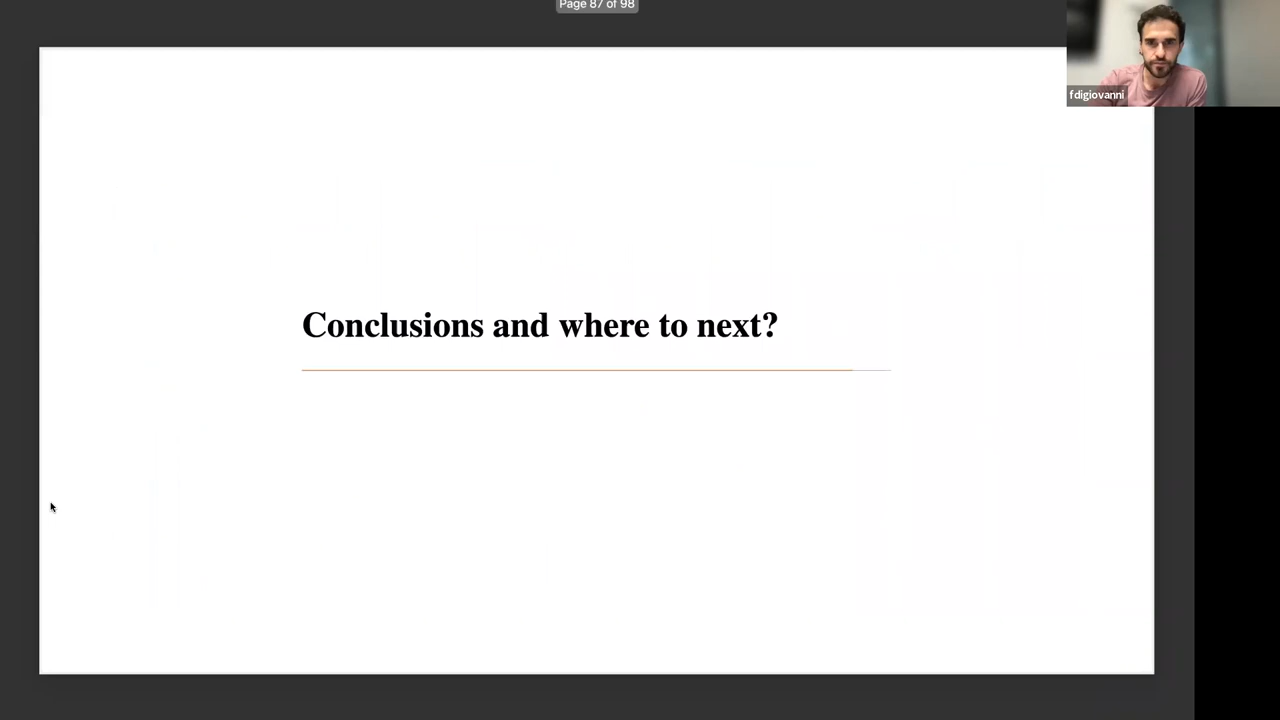 Page 87 of 98
fdigiovanni
Conclusions and where to next?